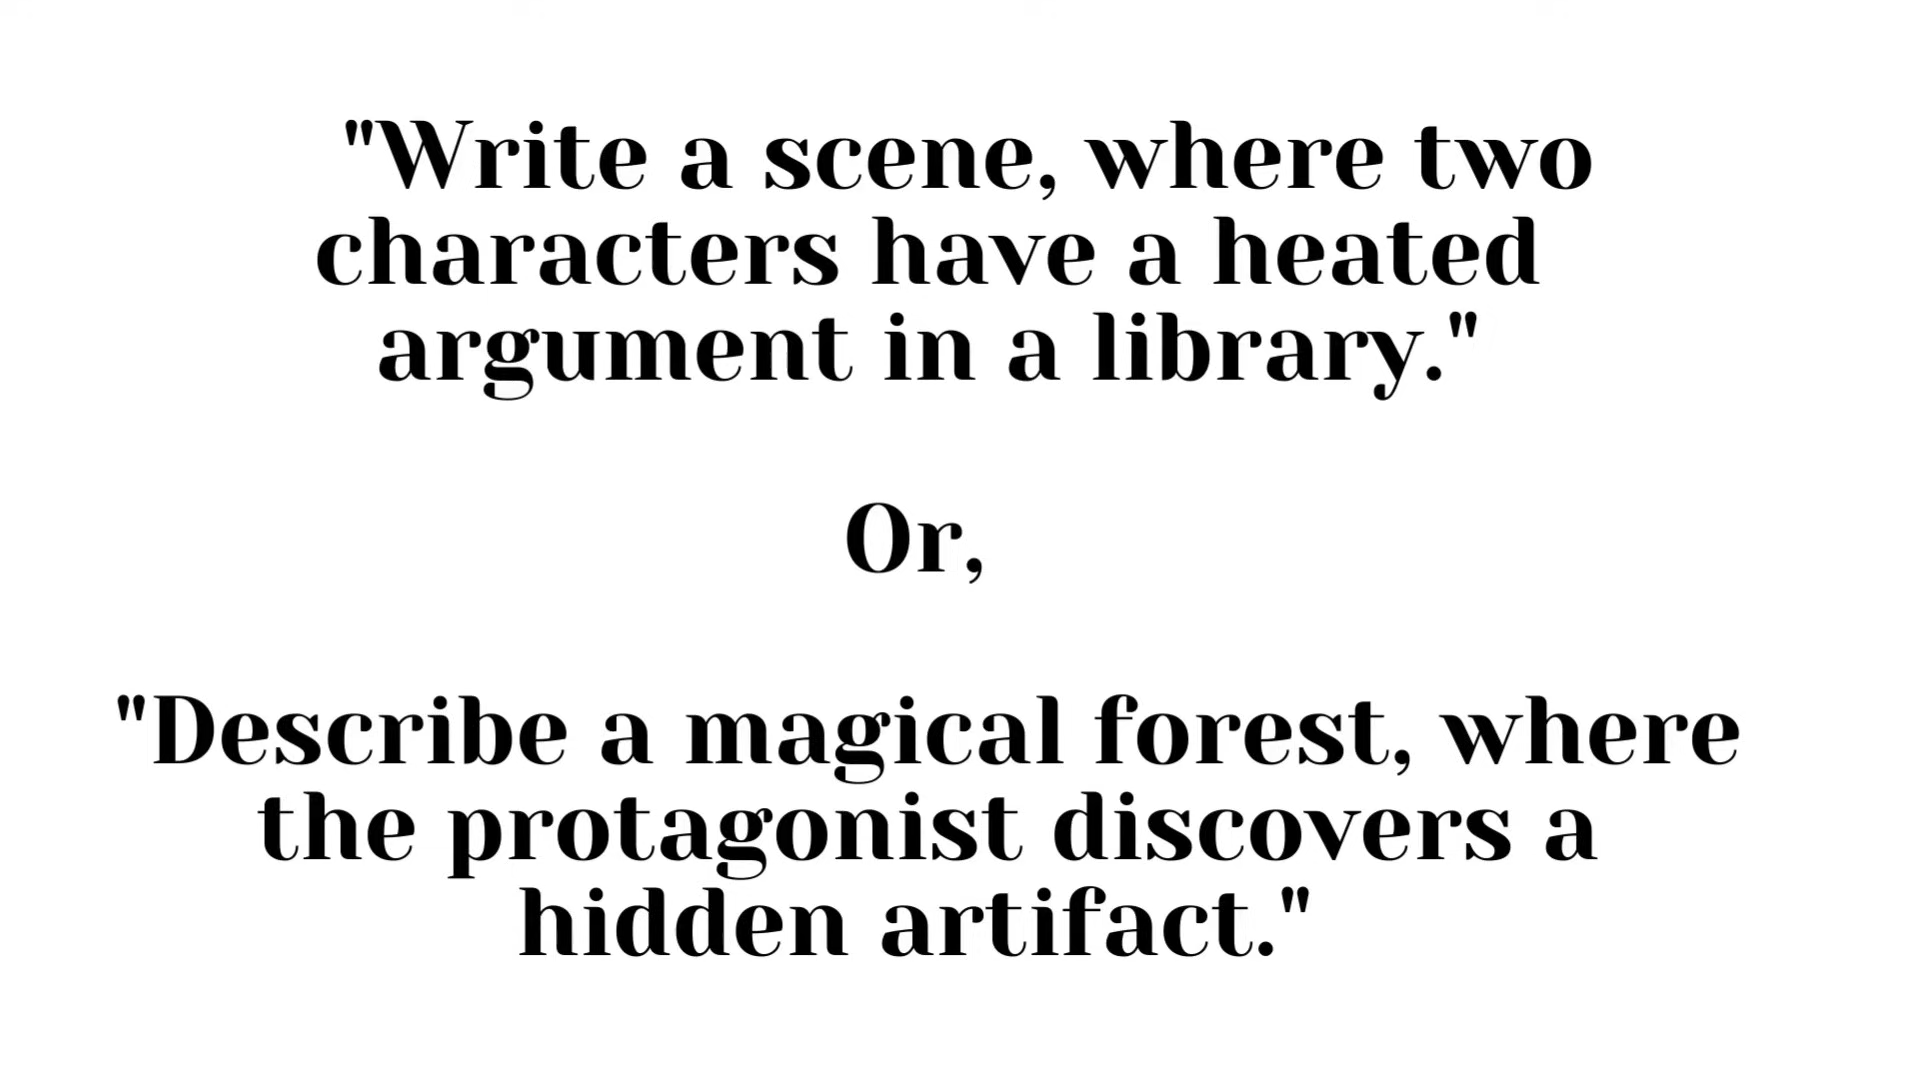 "Write a scene, where two
characters have a heated
argument in a library."
Or,
"Describe a magical forest, where
the protagonist discovers a
hidden artifact."